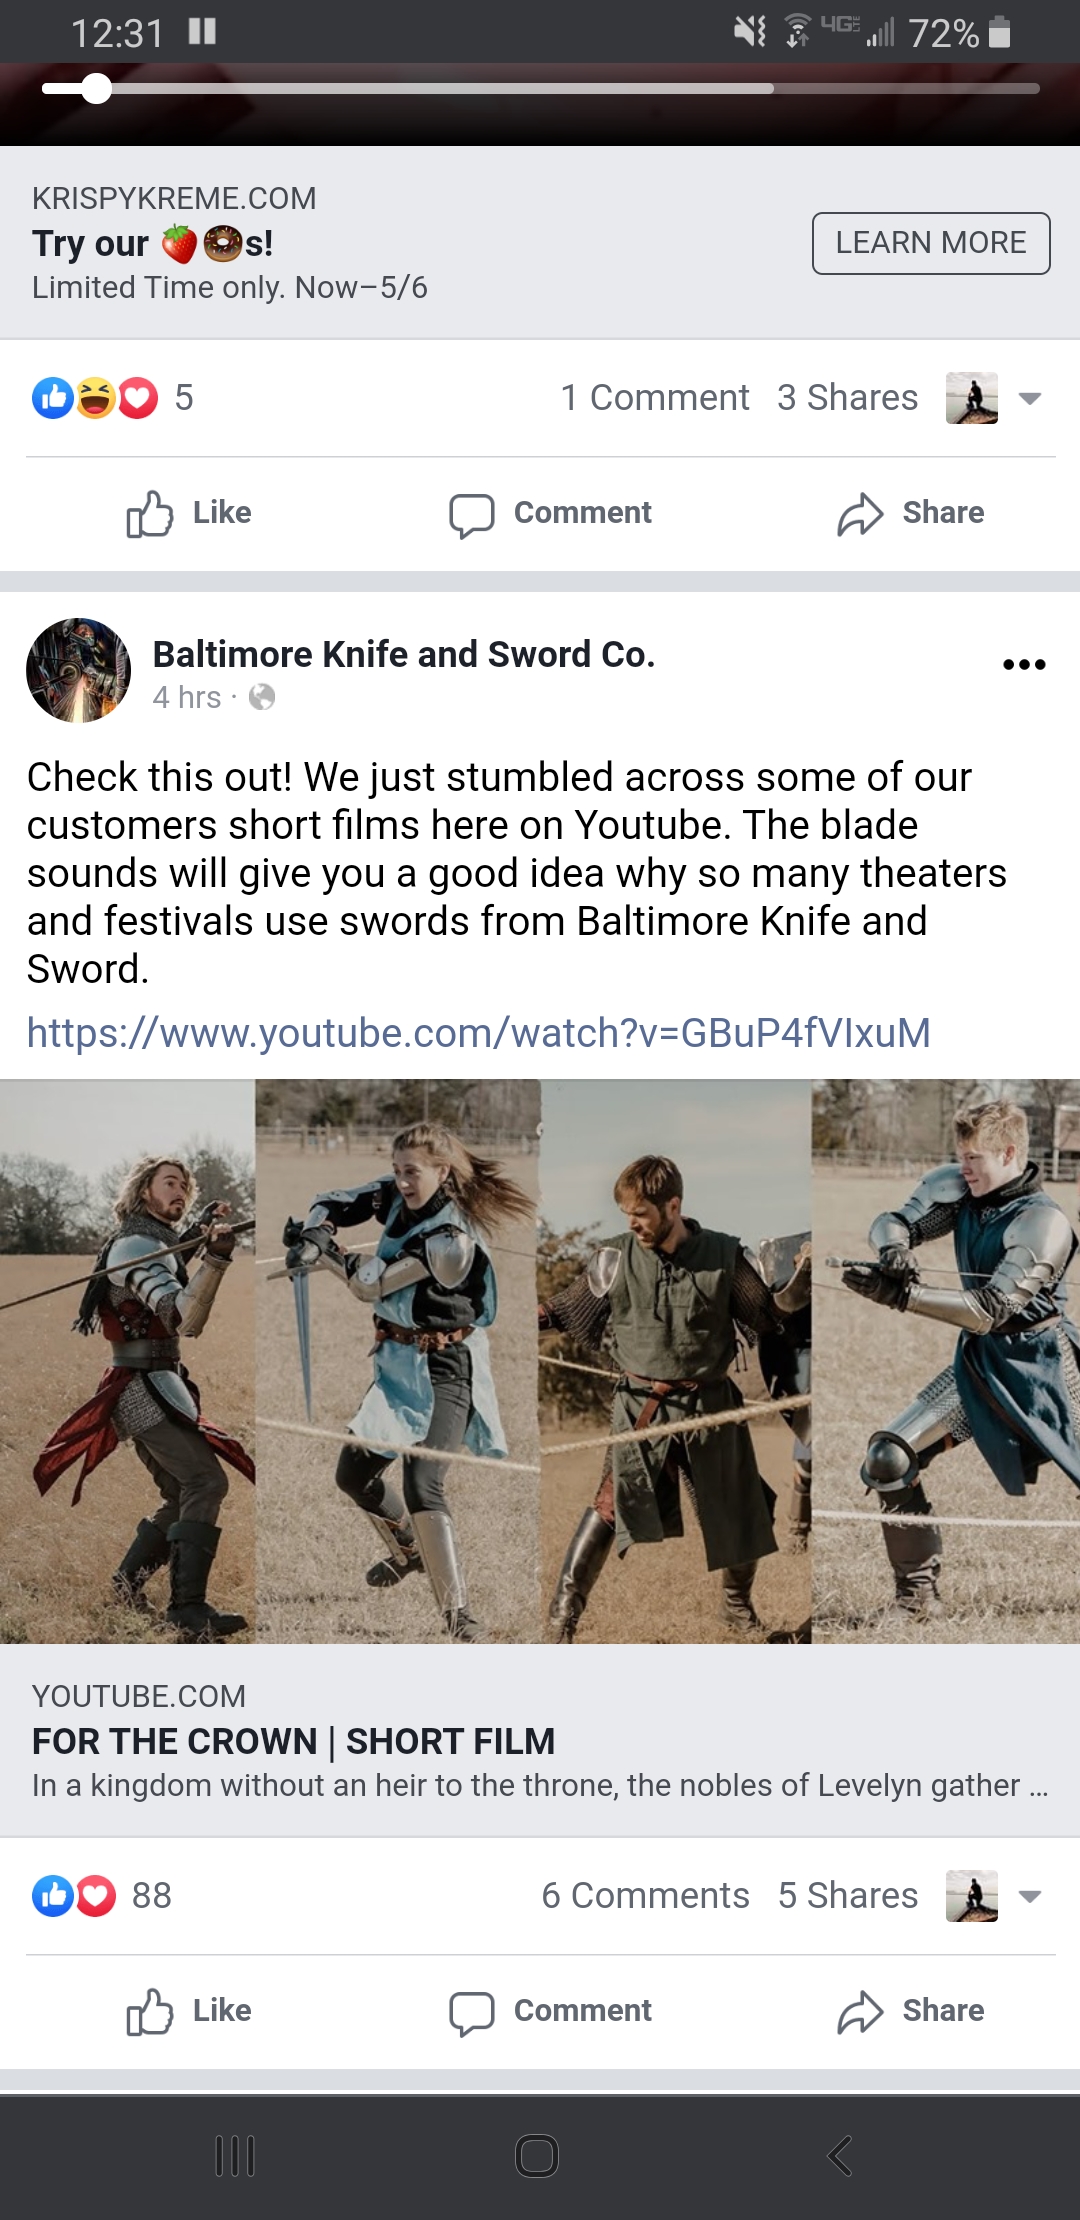 12:31
4G LTE 72%
KRISPYKREME.COM
Try our 🍓🍩s!
Limited Time only. Now–5/6
LEARN MORE
5
1 Comment 3 Shares
Like Comment Share
Baltimore Knife and Sword Co.
4 hrs ·
Check this out! We just stumbled across some of our
customers short films here on Youtube. The blade
sounds will give you a good idea why so many theaters
and festivals use swords from Baltimore Knife and
Sword.
https://www.youtube.com/watch?v=GBuP4fVIxuM
YOUTUBE.COM
FOR THE CROWN | SHORT FILM
In a kingdom without an heir to the throne, the nobles of Levelyn gather ...
88
6 Comments 5 Shares
Like Comment Share